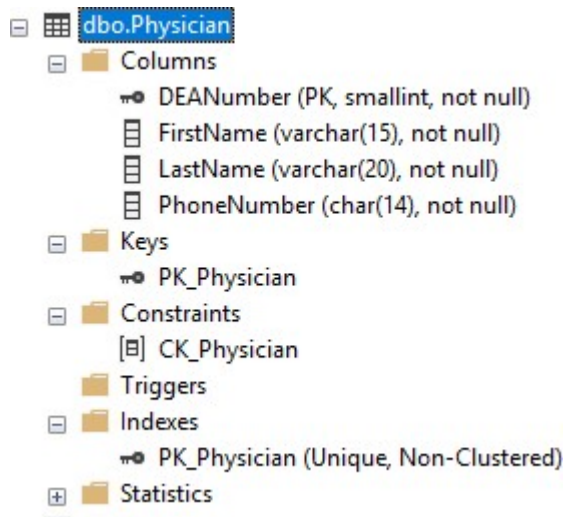 dbo.Physician
Columns
DEANumber (PK, smallint, not null)
FirstName (varchar(15), not null)
LastName (varchar(20), not null)
PhoneNumber (char(14), not null)
Keys
PK_Physician
Constraints
CK_Physician
Triggers
Indexes
PK_Physician (Unique, Non-Clustered)
Statistics